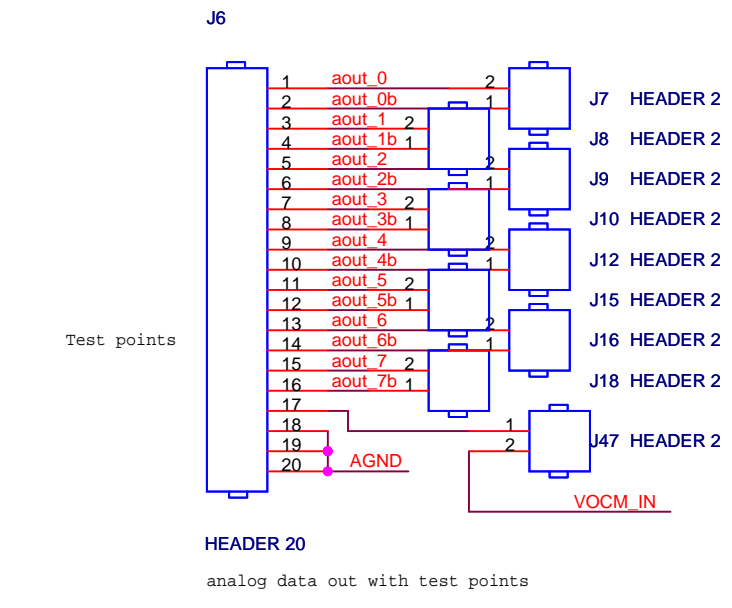 J6
1 aout_0 2
2 aout_0b 1 J7 HEADER 2
3 aout_1 2
4 aout_1b 1 J8 HEADER 2
5 aout_2 2
6 aout_2b 1 J9 HEADER 2
7 aout_3 2
8 aout_3b 1 J10 HEADER 2
9 aout_4 2
10 aout_4b 1 J12 HEADER 2
11 aout_5 2
12 aout_5b 1 J15 HEADER 2
13 aout_6 2
Test points 14 aout_6b 1 J16 HEADER 2
15 aout_7 2
16 aout_7b 1 J18 HEADER 2
17
18 1
19 2 J47 HEADER 2
20 AGND
VOCM_IN
HEADER 20
analog data out with test points